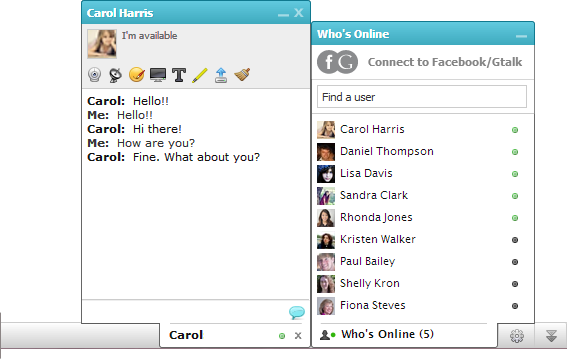 Carol Harris
I'm available
Carol: Hello!!
Me: Hello!!
Carol: Hi there!
Me: How are you?
Carol: Fine. What about you?
Carol
Who's Online
f G Connect to Facebook/Gtalk
Find a user
Carol Harris
Daniel Thompson
Lisa Davis
Sandra Clark
Rhonda Jones
Kristen Walker
Paul Bailey
Shelly Kron
Fiona Steves
Who's Online (5)